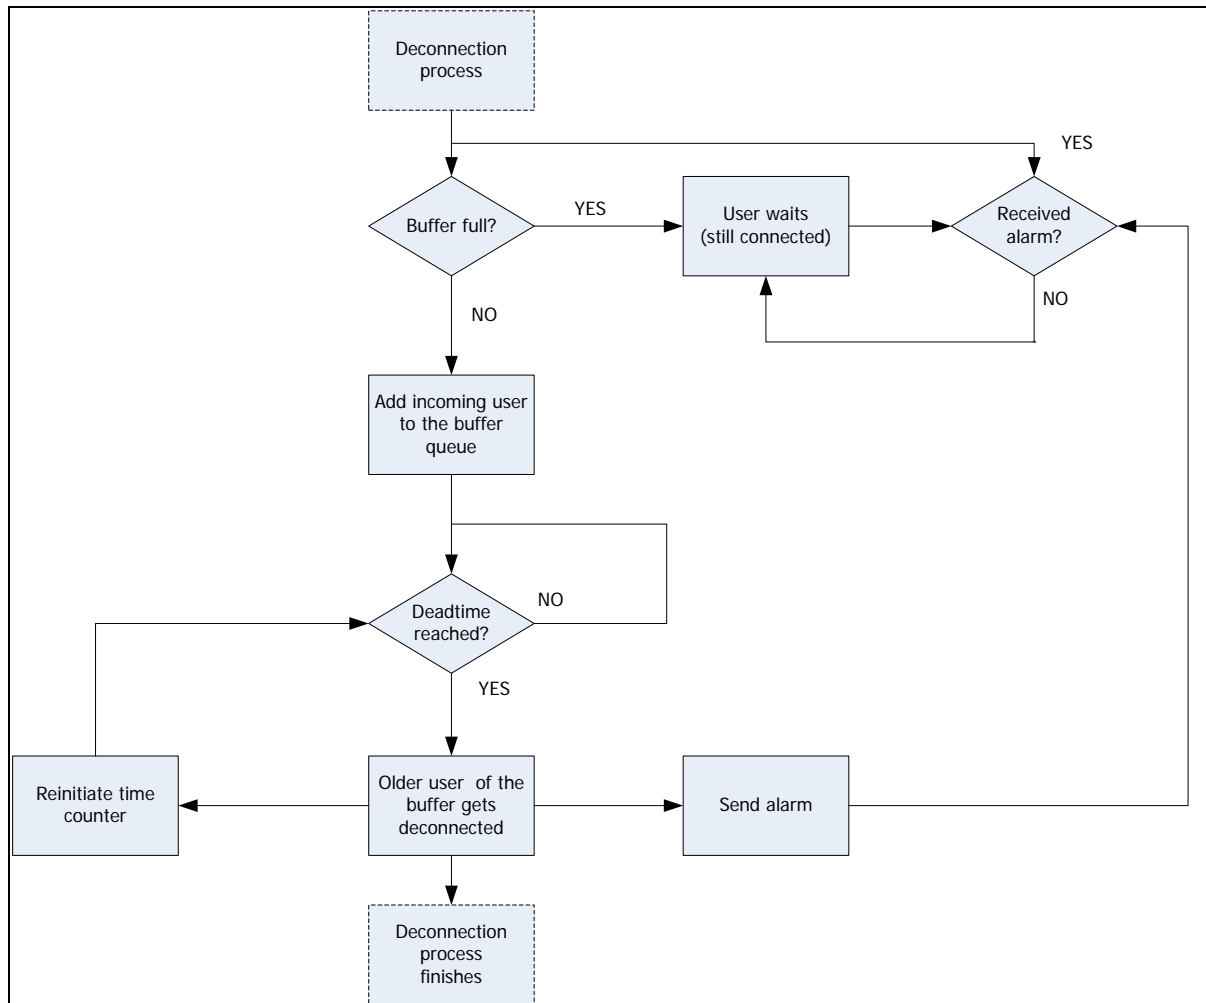 Deconnection
process
YES
Buffer full?
YES
User waits
(still connected)
Received
alarm?
NO
NO
Add incoming user
to the buffer
queue
Deadtime
reached?
NO
YES
Reinitiate time
counter
Older user of the
buffer gets
deconnected
Send alarm
Deconnection
process
finishes